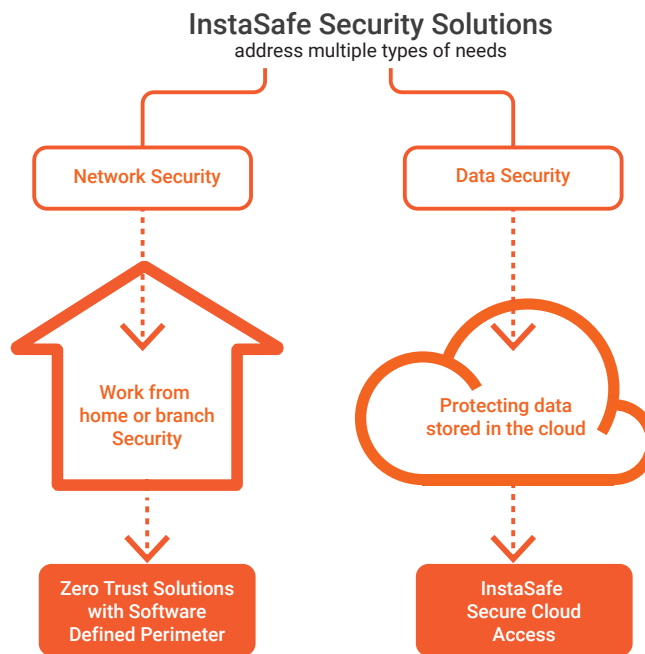 InstaSafe Security Solutions
address multiple types of needs
Network Security
Data Security
Work from
home or branch
Security
Protecting data
stored in the cloud
Zero Trust Solutions
with Software
Defined Perimeter
InstaSafe
Secure Cloud
Access